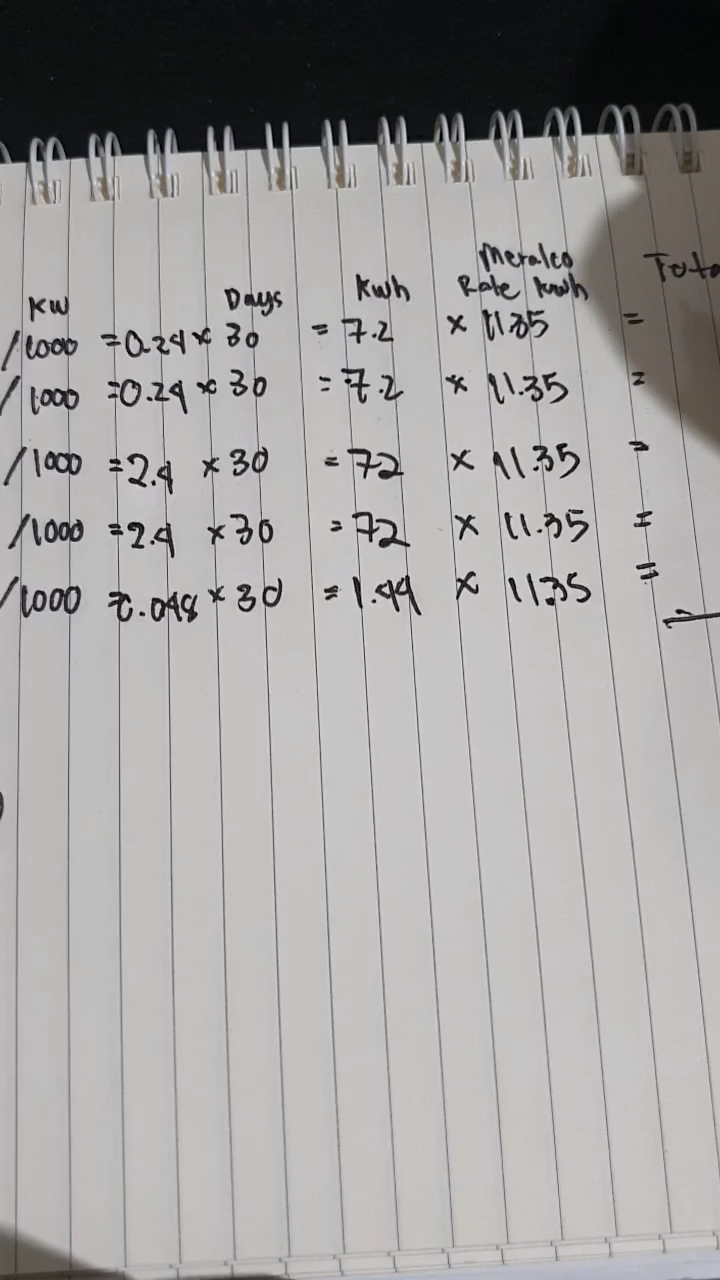 Meralco
KW Days Kwh Rate kwh Tota
/1000 =0.24 x 30 = 7.2 x 11.35 =
/1000 =0.24 x 30 = 7.2 x 11.35 =
/1000 =2.4 x 30 = 72 x 11.35 =
/1000 =2.4 x 30 = 72 x 11.35 =
/1000 =0.048 x 30 = 1.44 x 11.35 =